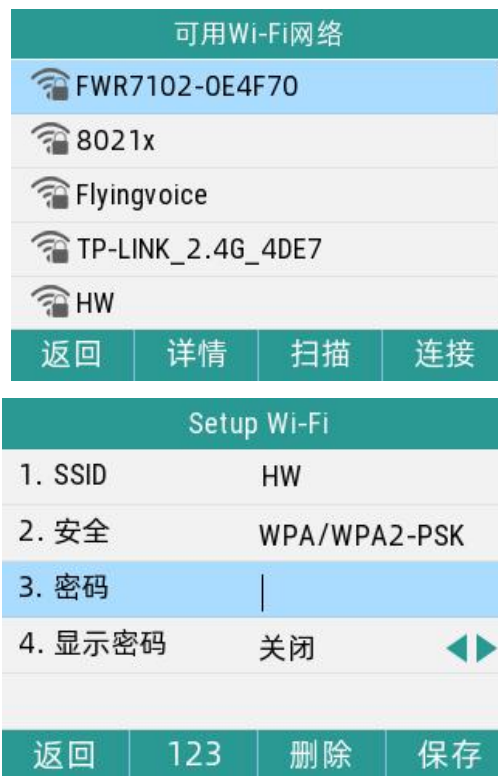 可用Wi-Fi网络
FWR7102-0E4F70
8021x
Flyingvoice
TP-LINK_2.4G_4DE7
HW
返回 详情 扫描 连接
Setup Wi-Fi
1. SSID HW
2. 安全 WPA/WPA2-PSK
3. 密码
4. 显示密码 关闭
返回 123 删除 保存